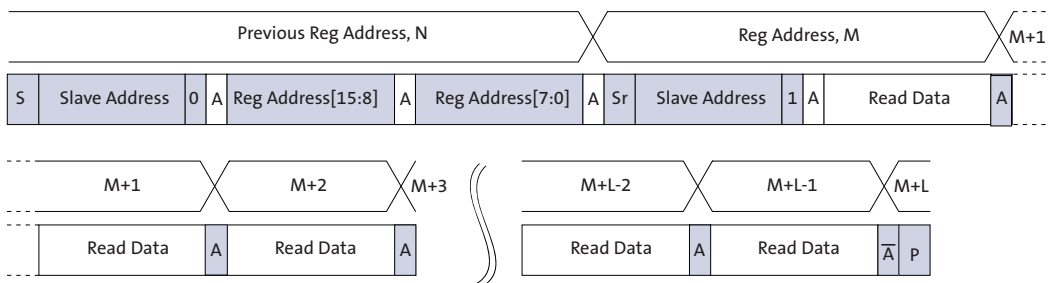 Previous Reg Address, N Reg Address, M M+1
S Slave Address 0 A Reg Address[15:8] A Reg Address[7:0] A Sr Slave Address 1 A Read Data A
M+1 M+2 M+3 M+L-2 M+L-1 M+L
Read Data A Read Data A Read Data A Read Data A̅ P